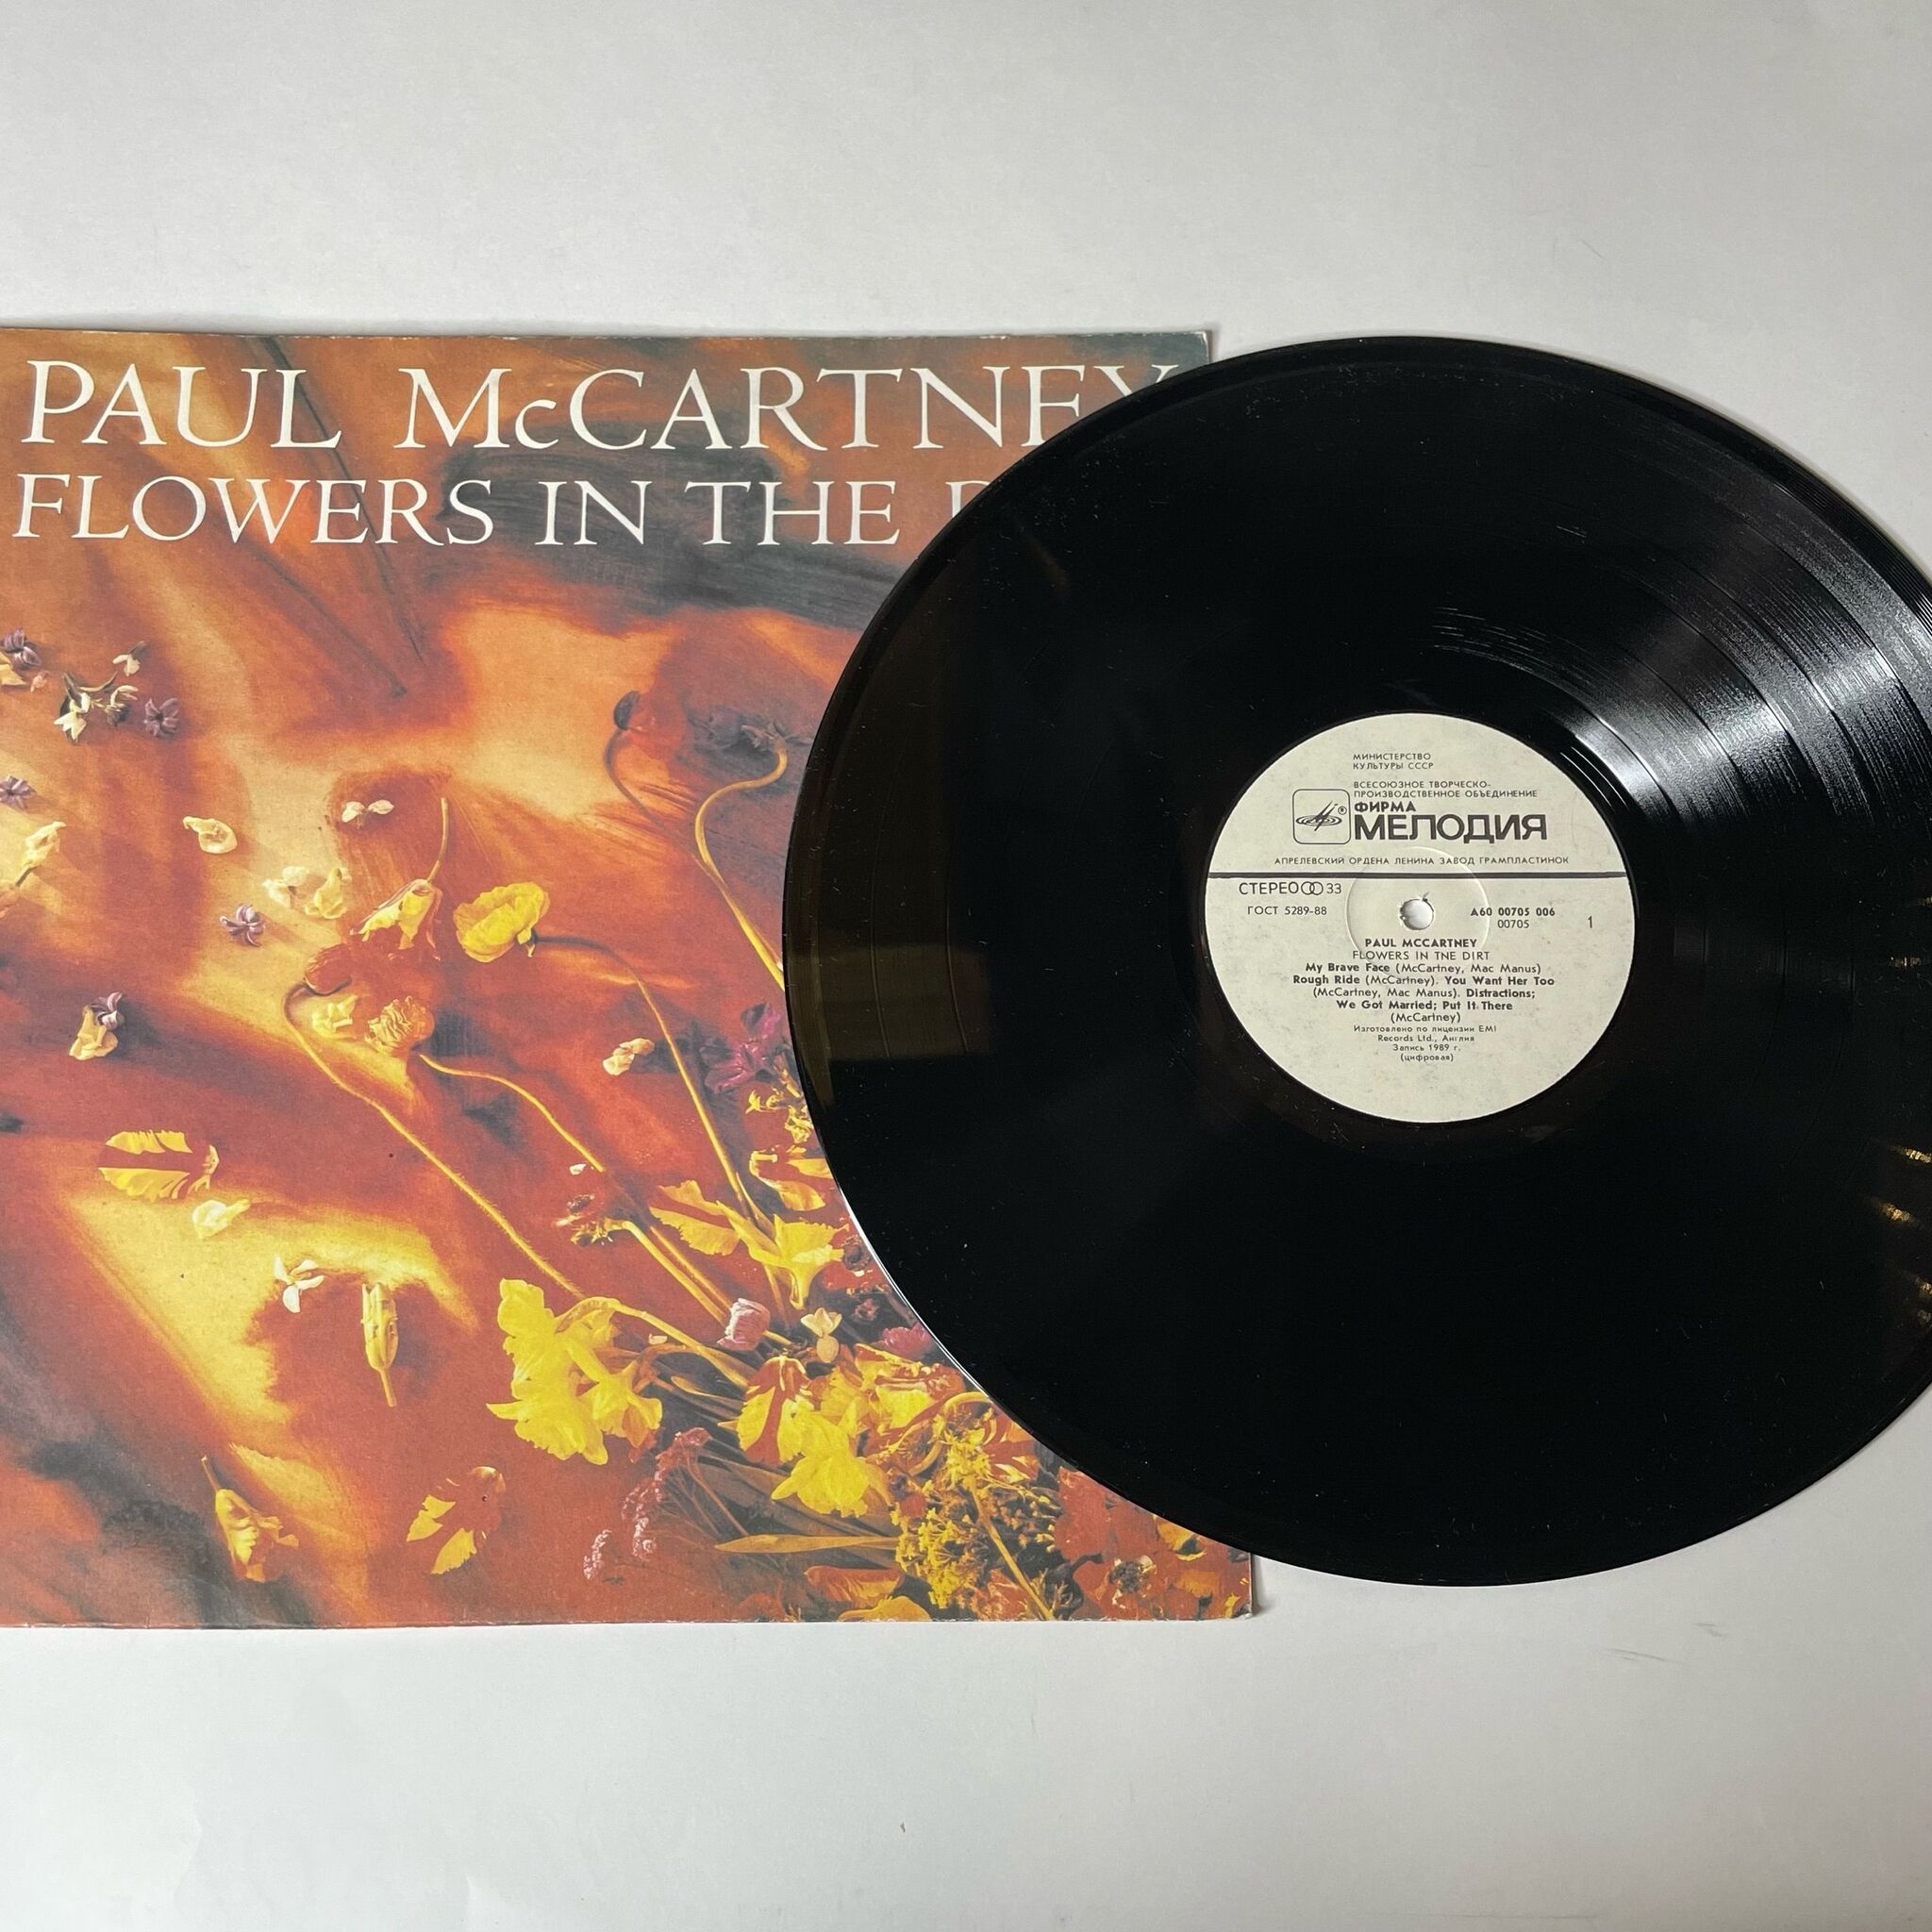 PAUL McCARTNEY
FLOWERS IN THE D
МИНИСТЕРСТВО
КУЛЬТУРЫ СССР
ВСЕСОЮЗНОЕ ТВОРЧЕСКО-
ПРОИЗВОДСТВЕННОЕ ОБЪЕДИНЕНИЕ
ФИРМА
® МЕЛОДИЯ
АПРЕЛЕВСКИЙ ОРДЕНА ЛЕНИНА ЗАВОД ГРАМПЛАСТИНОК
СТЕРЕО 33
ГОСТ 5289-88
А60 00705 006
00705
1
PAUL MCCARTNEY
FLOWERS IN TNE DIRT
My Brave Face (McCartney, Mac Manus)
Rough Ride (McCartney). You Want Her Too
(McCartney, Mac Manus). Distractions;
We Got Married; Put It There
(McCartney)
Изготовлено по лицензии EMI
Records Ltd., Англия
Запись 1989 г.
(цифровая)